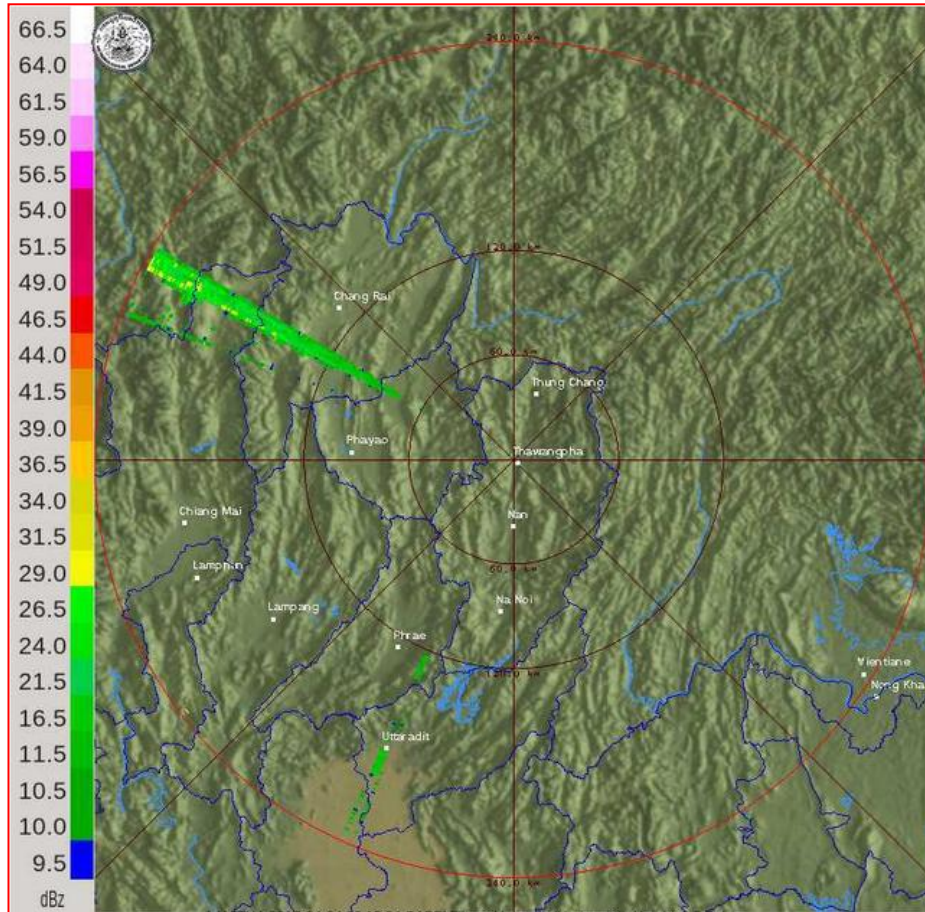 66.5
64.0
61.5
59.0
56.5
54.0
51.5
49.0
46.5
44.0
41.5
39.0
36.5
34.0
31.5
29.0
26.5
24.0
21.5
16.5
11.5
10.5
10.0
9.5
dBz
240.0 km
120.0 km
Chang Rai
60.0 km
Thung Chang
Phayao
Thawangpha
Chiang Mai
Nan
60.0 km
Lamphun
Lampang
Na Noi
Phrae
120.0 km
Vientiane
Nong Kha
Uttaradit
240.0 km